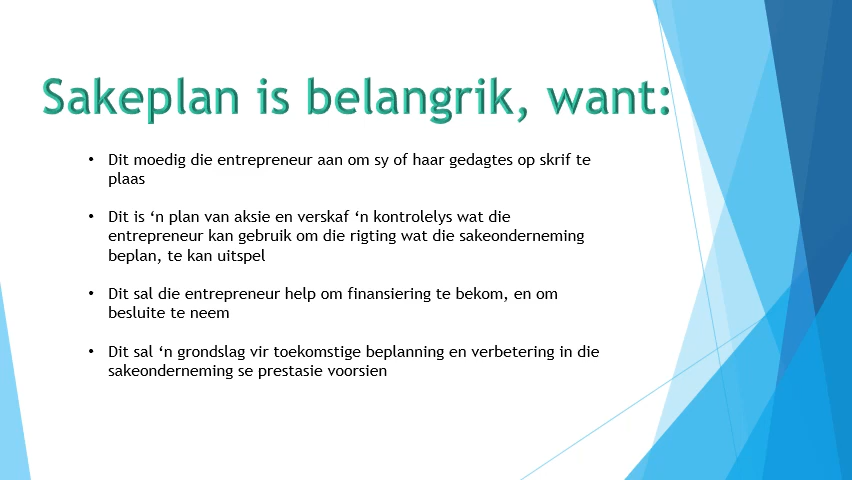 Sakeplan is belangrik, want:
• Dit moedig die entrepreneur aan om sy of haar gedagtes op skrif te
plaas
• Dit is ‘n plan van aksie en verskaf ‘n kontrolelys wat die
entrepreneur kan gebruik om die rigting wat die sakeonderneming
beplan, te kan uitspel
• Dit sal die entrepreneur help om finansiering te bekom, en om
besluite te neem
• Dit sal ‘n grondslag vir toekomstige beplanning en verbetering in die
sakeonderneming se prestasie voorsien